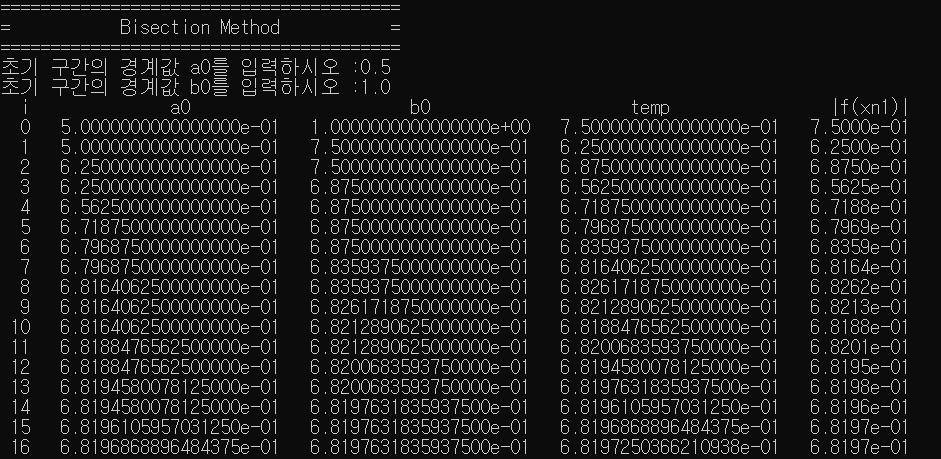 ========================================
= Bisection Method =
========================================
초기 구간의 경계값 a0를 입력하시오 :0.5
초기 구간의 경계값 b0를 입력하시오 :1.0
i a0 b0 temp |f(xn1)|
0 5.0000000000000000e-01 1.0000000000000000e+00 7.5000000000000000e-01 7.5000e-01
1 5.0000000000000000e-01 7.5000000000000000e-01 6.2500000000000000e-01 6.2500e-01
2 6.2500000000000000e-01 7.5000000000000000e-01 6.8750000000000000e-01 6.8750e-01
3 6.2500000000000000e-01 6.8750000000000000e-01 6.5625000000000000e-01 6.5625e-01
4 6.5625000000000000e-01 6.8750000000000000e-01 6.7187500000000000e-01 6.7188e-01
5 6.7187500000000000e-01 6.8750000000000000e-01 6.7968750000000000e-01 6.7969e-01
6 6.7968750000000000e-01 6.8750000000000000e-01 6.8359375000000000e-01 6.8359e-01
7 6.7968750000000000e-01 6.8359375000000000e-01 6.8164062500000000e-01 6.8164e-01
8 6.8164062500000000e-01 6.8359375000000000e-01 6.8261718750000000e-01 6.8262e-01
9 6.8164062500000000e-01 6.8261718750000000e-01 6.8212890625000000e-01 6.8213e-01
10 6.8164062500000000e-01 6.8212890625000000e-01 6.8188476562500000e-01 6.8188e-01
11 6.8188476562500000e-01 6.8212890625000000e-01 6.8200683593750000e-01 6.8201e-01
12 6.8188476562500000e-01 6.8200683593750000e-01 6.8194580078125000e-01 6.8195e-01
13 6.8194580078125000e-01 6.8200683593750000e-01 6.8197631835937500e-01 6.8198e-01
14 6.8194580078125000e-01 6.8197631835937500e-01 6.8196105957031250e-01 6.8196e-01
15 6.8196105957031250e-01 6.8197631835937500e-01 6.8196868896484375e-01 6.8197e-01
16 6.8196868896484375e-01 6.8197631835937500e-01 6.8197250366210938e-01 6.8197e-01